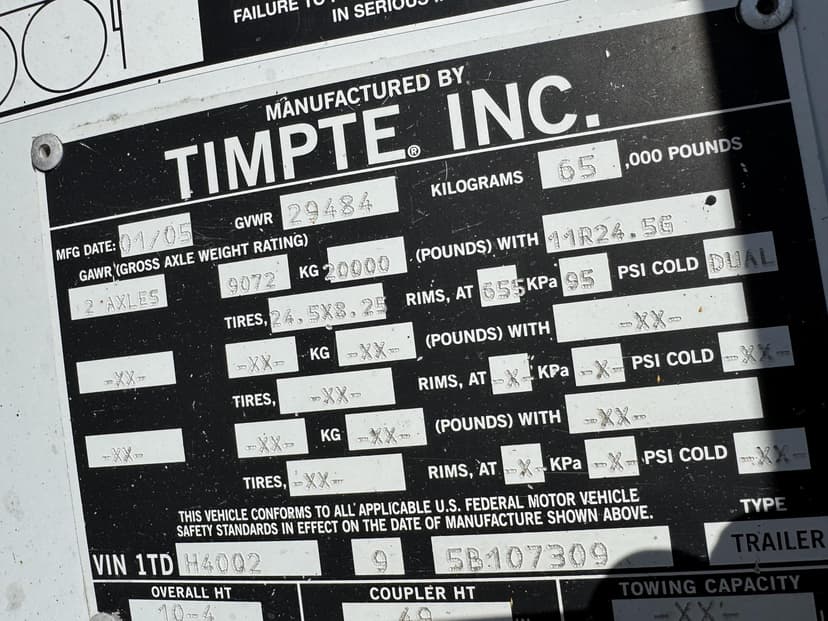 FAILURE TO
IN SERIOUS
MANUFACTURED BY
TIMPTE® INC.
MFG DATE: 01/05 GVWR 29484 KILOGRAMS 65 ,000 POUNDS
GAWR (GROSS AXLE WEIGHT RATING)
2 AXLES 9072 KG 20000 (POUNDS) WITH 11R24.5G
TIRES, 24.5X8.25 RIMS, AT 655 KPa 95 PSI COLD DUAL
-XX- -XX- KG -XX- (POUNDS) WITH -XX-
TIRES, -XX- RIMS, AT -X- KPa -X- PSI COLD -XX-
-XX- -XX- KG -XX- (POUNDS) WITH -XX-
TIRES, -XX- RIMS, AT -X- KPa -X- PSI COLD -XX-
THIS VEHICLE CONFORMS TO ALL APPLICABLE U.S. FEDERAL MOTOR VEHICLE
SAFETY STANDARDS IN EFFECT ON THE DATE OF MANUFACTURE SHOWN ABOVE.
TYPE
VIN 1TD H4002 9 5B107309 TRAILER
OVERALL HT COUPLER HT TOWING CAPACITY
10-4 49 -XX-